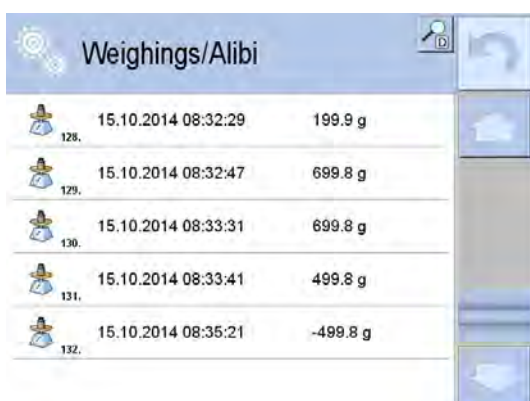 Weighings/Alibi
D
128. 15.10.2014 08:32:29 199.9 g
129. 15.10.2014 08:32:47 699.8 g
130. 15.10.2014 08:33:31 699.8 g
131. 15.10.2014 08:33:41 499.8 g
132. 15.10.2014 08:35:21 -499.8 g